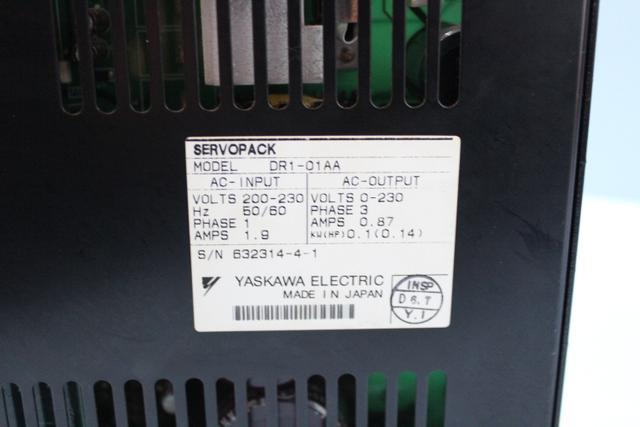 SERVOPACK
MODEL DR1-01AA
AC-INPUT AC-OUTPUT
VOLTS 200-230 VOLTS 0-230
Hz 50/60 PHASE 3
PHASE 1 AMPS 0.87
AMPS 1.9 KW(HP) 0.1(0.14)
S/N 632314-4-1
YASKAWA ELECTRIC
MADE IN JAPAN
INSP
D 6.7
Y.I